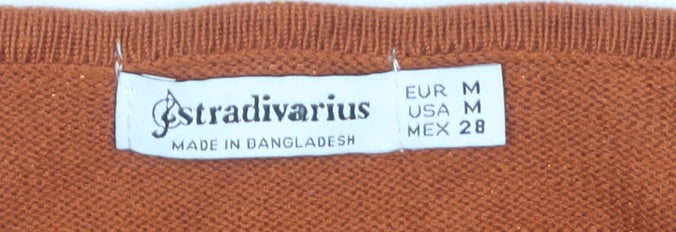 stradivarius
MADE IN BANGLADESH
EUR M
USA M
MEX 28